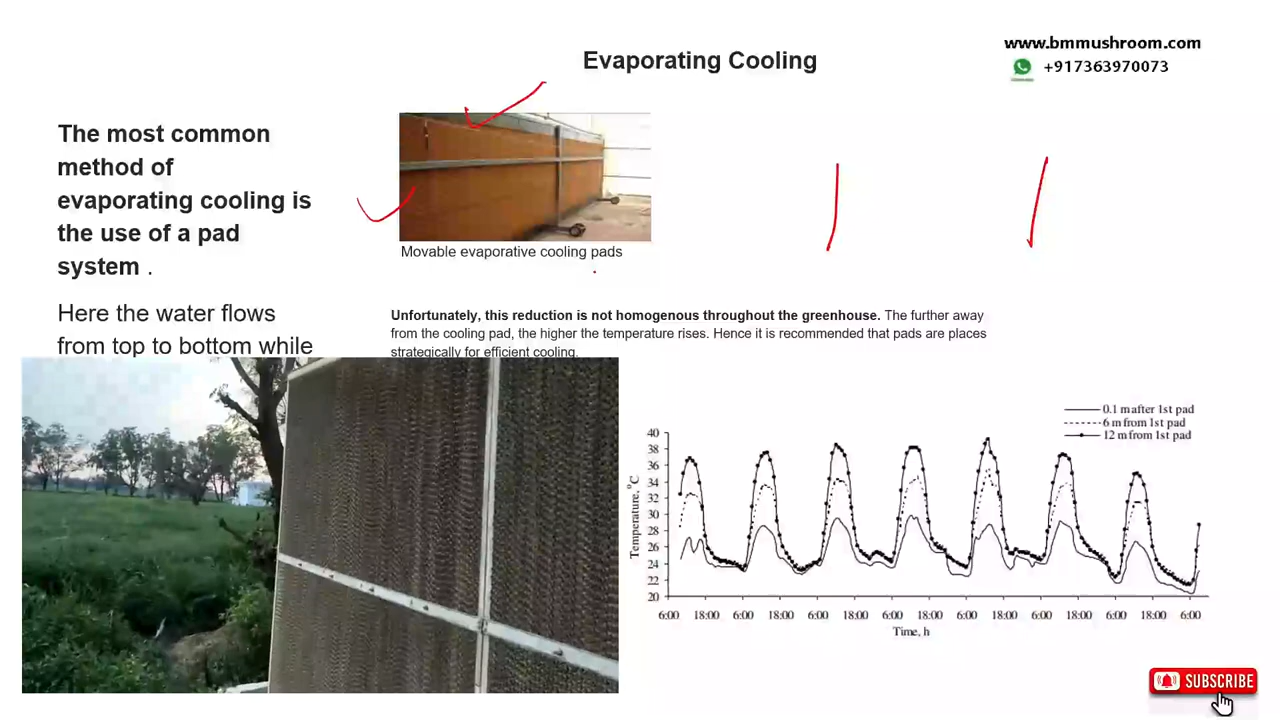 Evaporating Cooling
www.bmmushroom.com
+917363970073
The most common
method of
evaporating cooling is
the use of a pad
system .
Here the water flows
from top to bottom while
Movable evaporative cooling pads
Unfortunately, this reduction is not homogenous throughout the greenhouse. The further away
from the cooling pad, the higher the temperature rises. Hence it is recommended that pads are places
strategically for efficient cooling.
0.1 m after 1st pad
6 m from 1st pad
12 m from 1st pad
Temperature, °C
40
38
36
34
32
30
28
26
24
22
20
6:00 18:00 6:00 18:00 6:00 18:00 6:00 18:00 6:00 18:00 6:00 18:00 6:00 18:00 6:00
Time, h
SUBSCRIBE